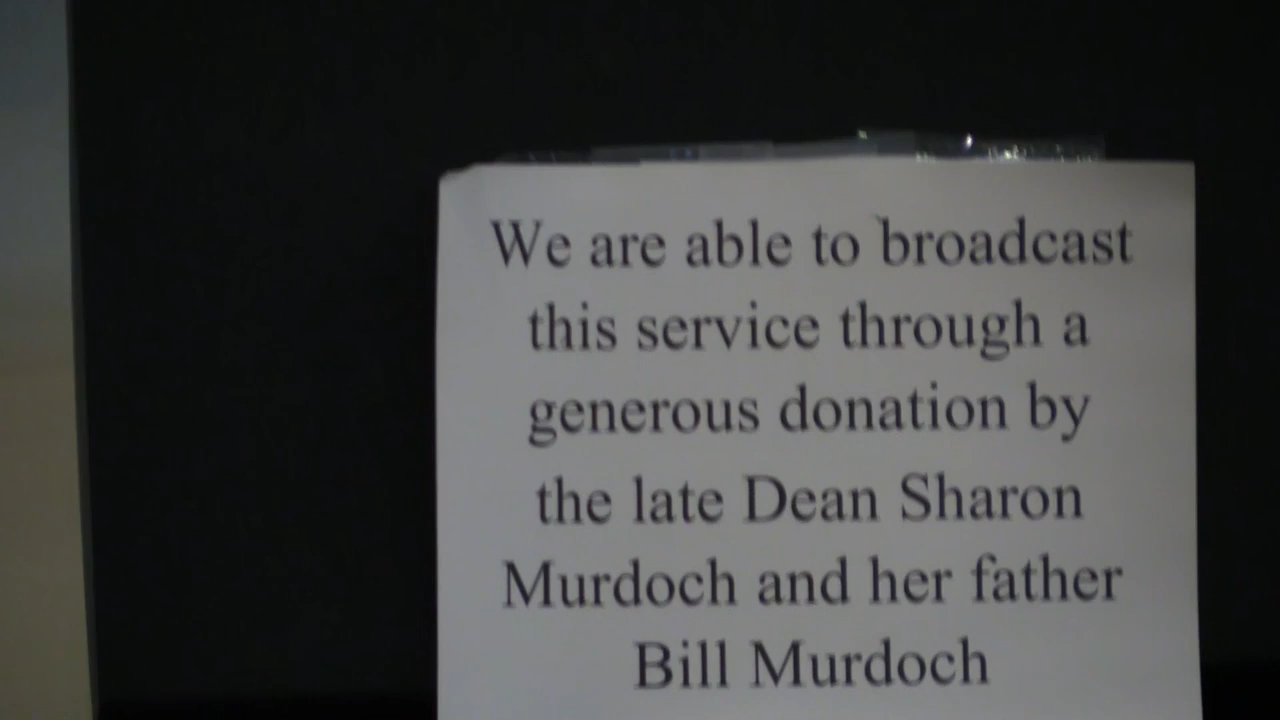 We are able to broadcast
this service through a
generous donation by
the late Dean Sharon
Murdoch and her father
Bill Murdoch